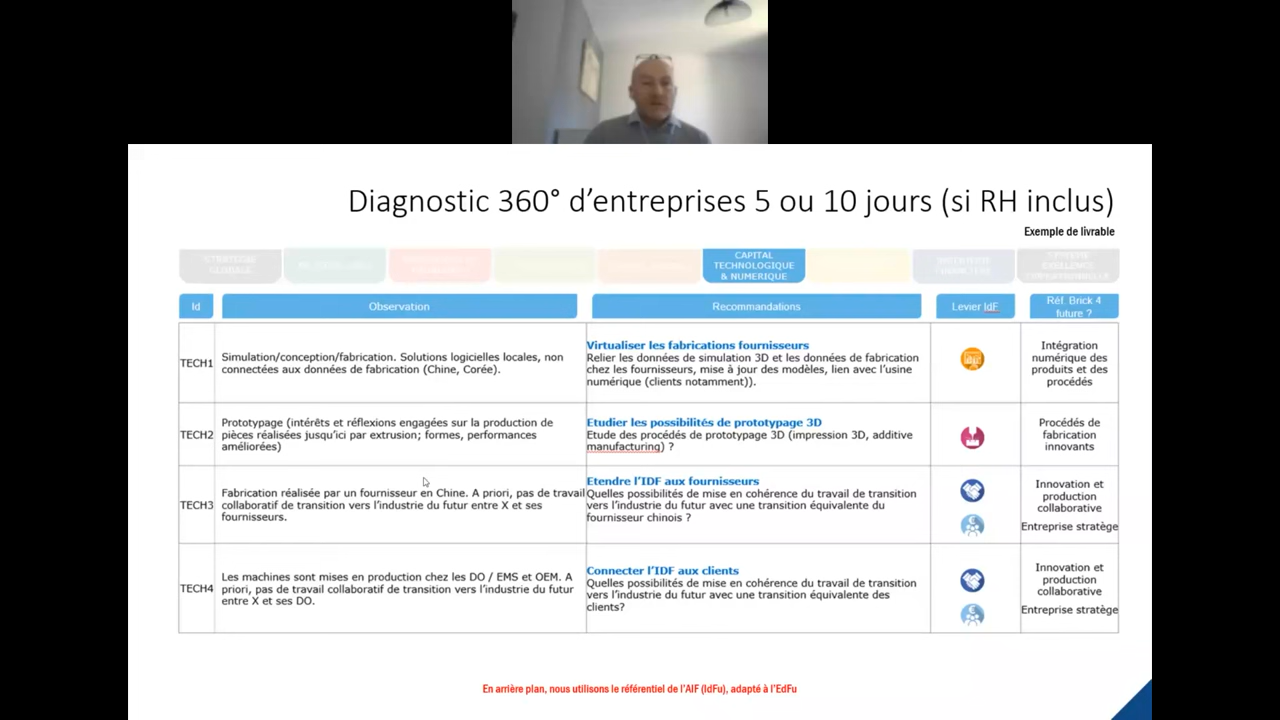 Diagnostic 360° d’entreprises 5 ou 10 jours (si RH inclus)
Exemple de livrable
STRATEGIE
GLOBALE
CAPITAL
TECHNOLOGIQUE
& NUMERIQUE
Id
Observation
Recommandations
Levier IdF
Réf. Brick 4
future ?
TECH1
Simulation/conception/fabrication. Solutions logicielles locales, non
connectées aux données de fabrication (Chine, Corée).
Virtualiser les fabrications fournisseurs
Relier les données de simulation 3D et les données de fabrication
chez les fournisseurs, mise à jour des modèles, lien avec l’usine
numérique (clients notamment)).
Intégration
numérique des
produits et des
procédés
TECH2
Prototypage (intérêts et réflexions engagées sur la production de
pièces réalisées jusqu’ici par extrusion; formes, performances
améliorées)
Etudier les possibilités de prototypage 3D
Etude des procédés de prototypage 3D (impression 3D, additive
manufacturing) ?
Procédés de
fabrication
innovants
TECH3
Fabrication réalisée par un fournisseur en Chine. A priori, pas de travail
collaboratif de transition vers l’industrie du futur entre X et ses
fournisseurs.
Etendre l’IDF aux fournisseurs
Quelles possibilités de mise en cohérence du travail de transition
vers l’industrie du futur avec une transition équivalente du
fournisseur chinois ?
Innovation et
production
collaborative
Entreprise stratège
TECH4
Les machines sont mises en production chez les DO / EMS et OEM. A
priori, pas de travail collaboratif de transition vers l’industrie du futur
entre X et ses DO.
Connecter l’IDF aux clients
Quelles possibilités de mise en cohérence du travail de transition
vers l’industrie du futur avec une transition équivalente des
clients?
Innovation et
production
collaborative
Entreprise stratège
En arrière plan, nous utilisons le référentiel de l’AIF (IdFu), adapté à l’EdFu